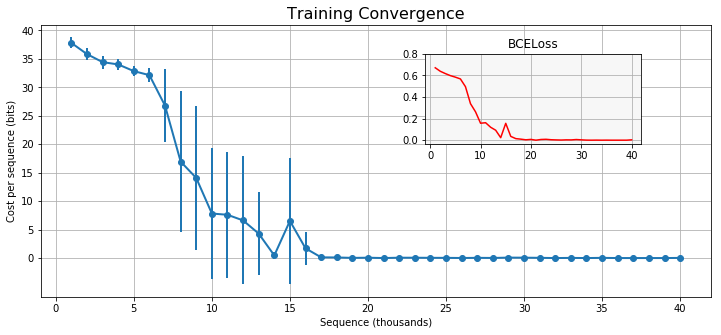 Training Convergence
40
35
30
25
20
15
10
5
0
Cost per sequence (bits)
BCELoss
0.8
0.6
0.4
0.2
0.0
0 10 20 30 40
0 5 10 15 20 25 30 35 40
Sequence (thousands)